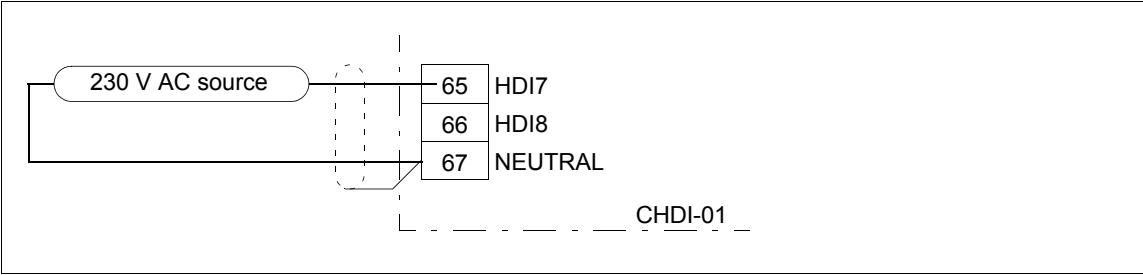 230 V AC source
65 HDI7
66 HDI8
67 NEUTRAL
CHDI-01